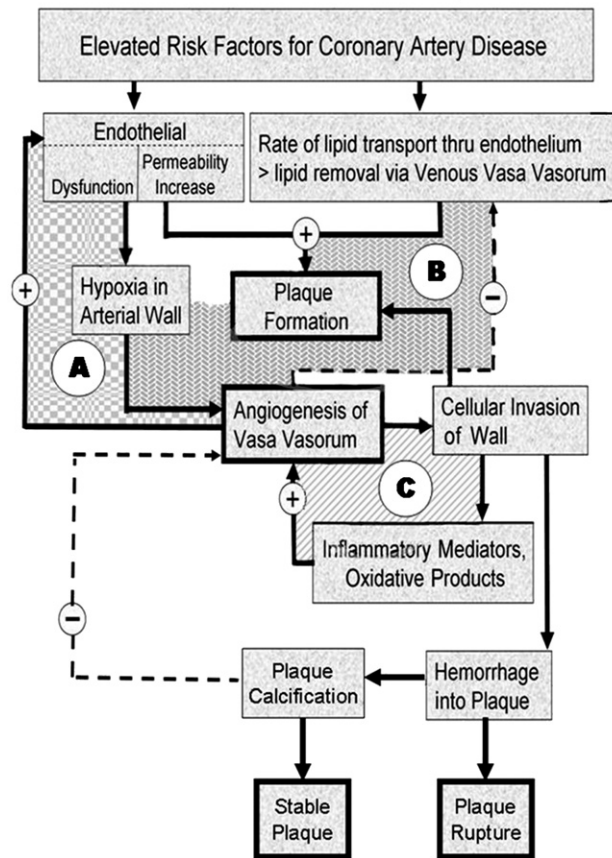 Elevated Risk Factors for Coronary Artery Disease
Endothelial
Dysfunction
Permeability
Increase
Rate of lipid transport thru endothelium
> lipid removal via Venous Vasa Vasorum
+
B
+
Hypoxia in
Arterial Wall
Plaque
Formation
−
A
Angiogenesis of
Vasa Vasorum
Cellular Invasion
of Wall
C
+
Inflammatory Mediators,
Oxidative Products
−
Plaque
Calcification
Hemorrhage
into Plaque
Stable
Plaque
Plaque
Rupture